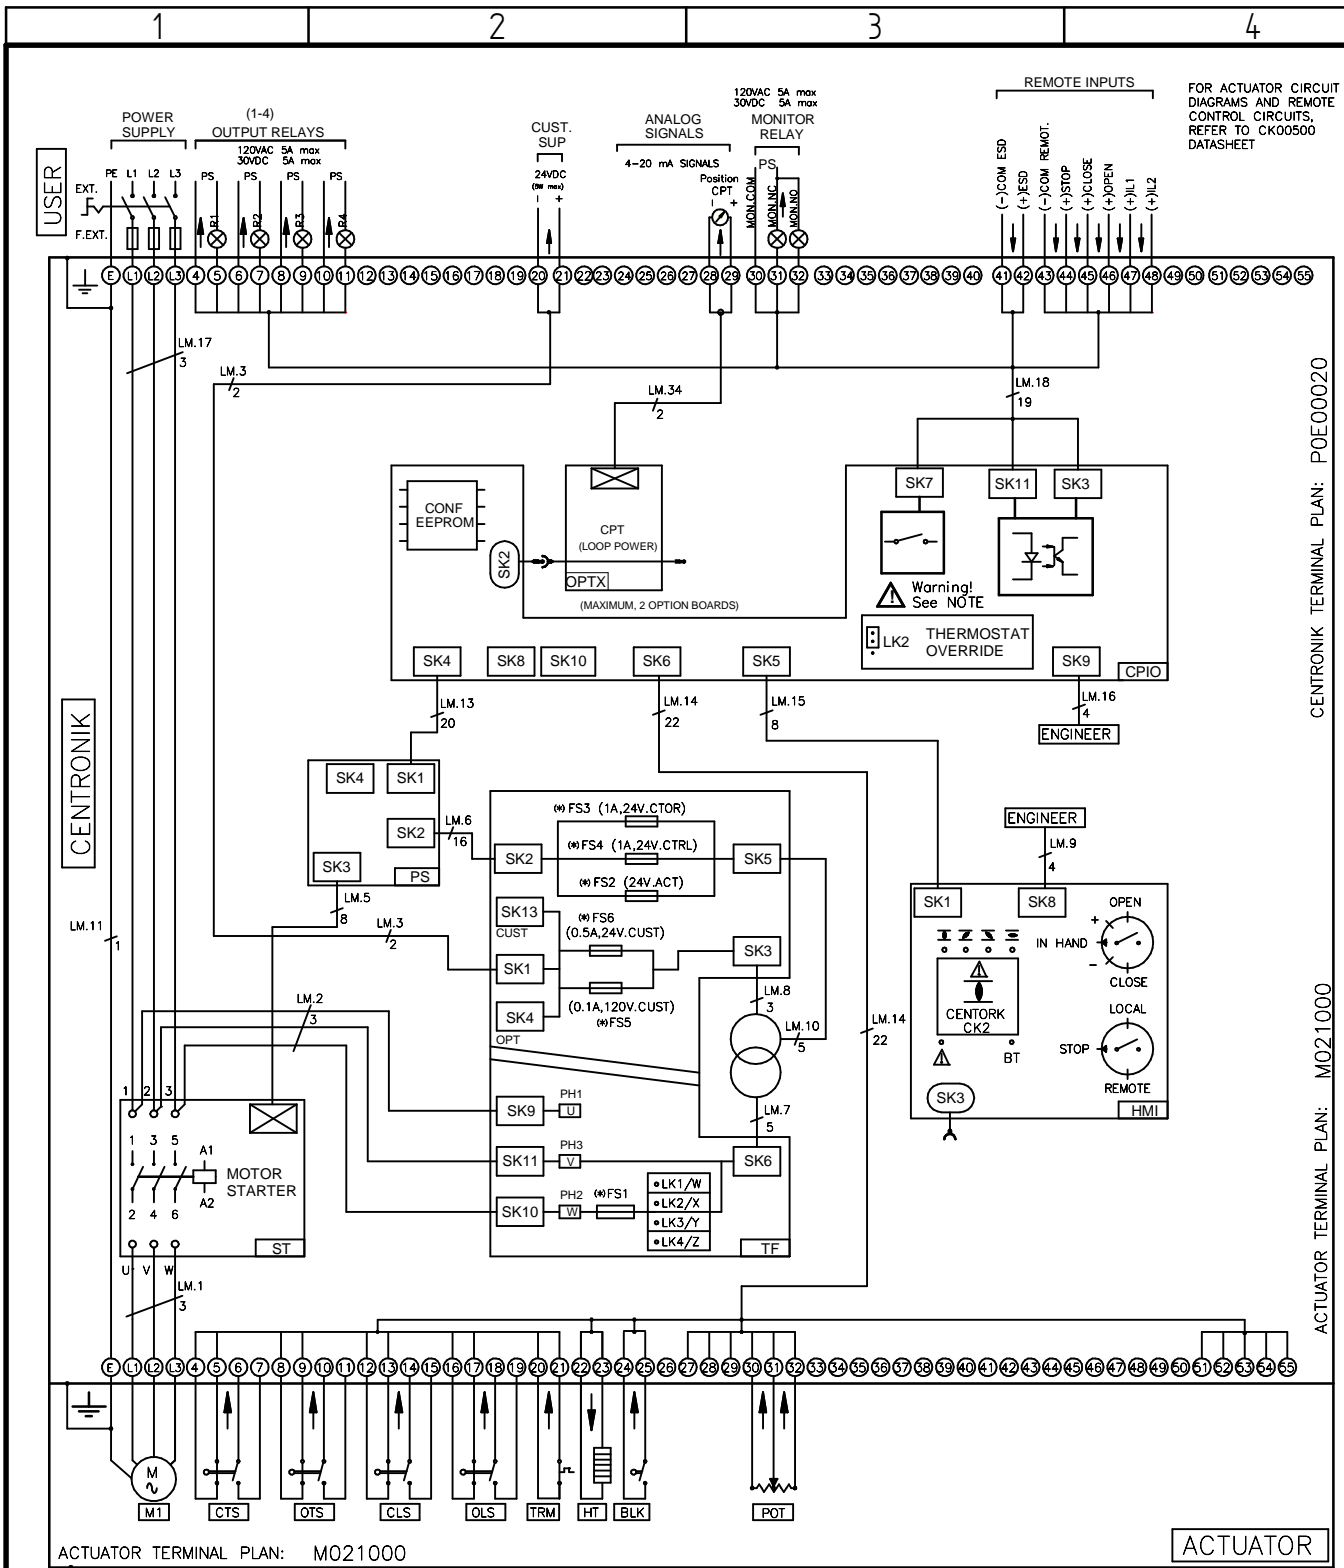 1 2 3 4
USER
POWER
SUPPLY
(1-4)
OUTPUT RELAYS
120VAC 5A max
30VDC 5A max
CUST.
SUP
24VDC
(5W max)
- +
ANALOG
SIGNALS
4-20 mA SIGNALS
Position
CPT
- +
120VAC 5A max
30VDC 5A max
MONITOR
RELAY
REMOTE INPUTS
FOR ACTUATOR CIRCUIT
DIAGRAMS AND REMOTE
CONTROL CIRCUITS,
REFER TO CK00500
DATASHEET
PE L1 L2 L3
EXT.
F.EXT.
PS PS PS PS
R1 R2 R3 R4
PS
MON.COM
MON.NC
MON.NO
(-)COM ESD
(+)ESD
(-)COM REMOT.
(+)STOP
(+)CLOSE
(+)OPEN
(+)IL1
(+)IL2
E L1 L2 L3 4 5 6 7 8 9 10 11 12 13 14 15 16 17 18 19 20 21 22 23 24 25 26 27 28 29 30 31 32 33 34 35 36 37 38 39 40 41 42 43 44 45 46 47 48 49 50 51 52 53 54 55
LM.17
3
LM.3
2
LM.34
2
LM.18
19
CENTRONIK TERMINAL PLAN: P0E00020
CONF
EEPROM
SK2
CPT
(LOOP POWER)
OPTX
(MAXIMUM, 2 OPTION BOARDS)
SK7 SK11 SK3
Warning!
See NOTE
LK2 THERMOSTAT
OVERRIDE
SK4 SK8 SK10 SK6 SK5 SK9
CPIO
LM.13
20
LM.14
22
LM.15
8
LM.16
4
ENGINEER
CENTRONIK
SK4 SK1
SK2
SK3
PS
LM.6
16
LM.5
8
LM.3
2
LM.11
1
(*)FS3 (1A,24V.CTOR)
(*)FS4 (1A,24V.CTRL)
(*)FS2 (24V.ACT)
SK2 SK5
SK13
CUST
(*)FS6
(0.5A,24V.CUST)
SK1 SK3
(0.1A,120V.CUST)
(*)FS5
SK4
OPT
LM.8
3
LM.10
5
LM.7
5
LM.14
22
ENGINEER
LM.9
4
SK1 SK8
OPEN
+
IN HAND
-
CLOSE
CENTORK
CK2
BT
LOCAL
STOP
REMOTE
SK3
HMI
LM.2
3
1 2 3
1 3 5
A1
A2
2 4 6
MOTOR
STARTER
ST
U V W
SK9 PH1
U
SK11 PH3
V
SK10 PH2
W
(*)FS1
LK1/W
LK2/X
LK3/Y
LK4/Z
SK6
TF
LM.1
3
ACTUATOR TERMINAL PLAN: M021000
E L1 L2 L3 4 5 6 7 8 9 10 11 12 13 14 15 16 17 18 19 20 21 22 23 24 25 26 27 28 29 30 31 32 33 34 35 36 37 38 39 40 41 42 43 44 45 46 47 48 49 50 51 52 53 54 55
M
M1 CTS OTS CLS OLS TRM HT BLK POT
ACTUATOR TERMINAL PLAN: M021000
ACTUATOR